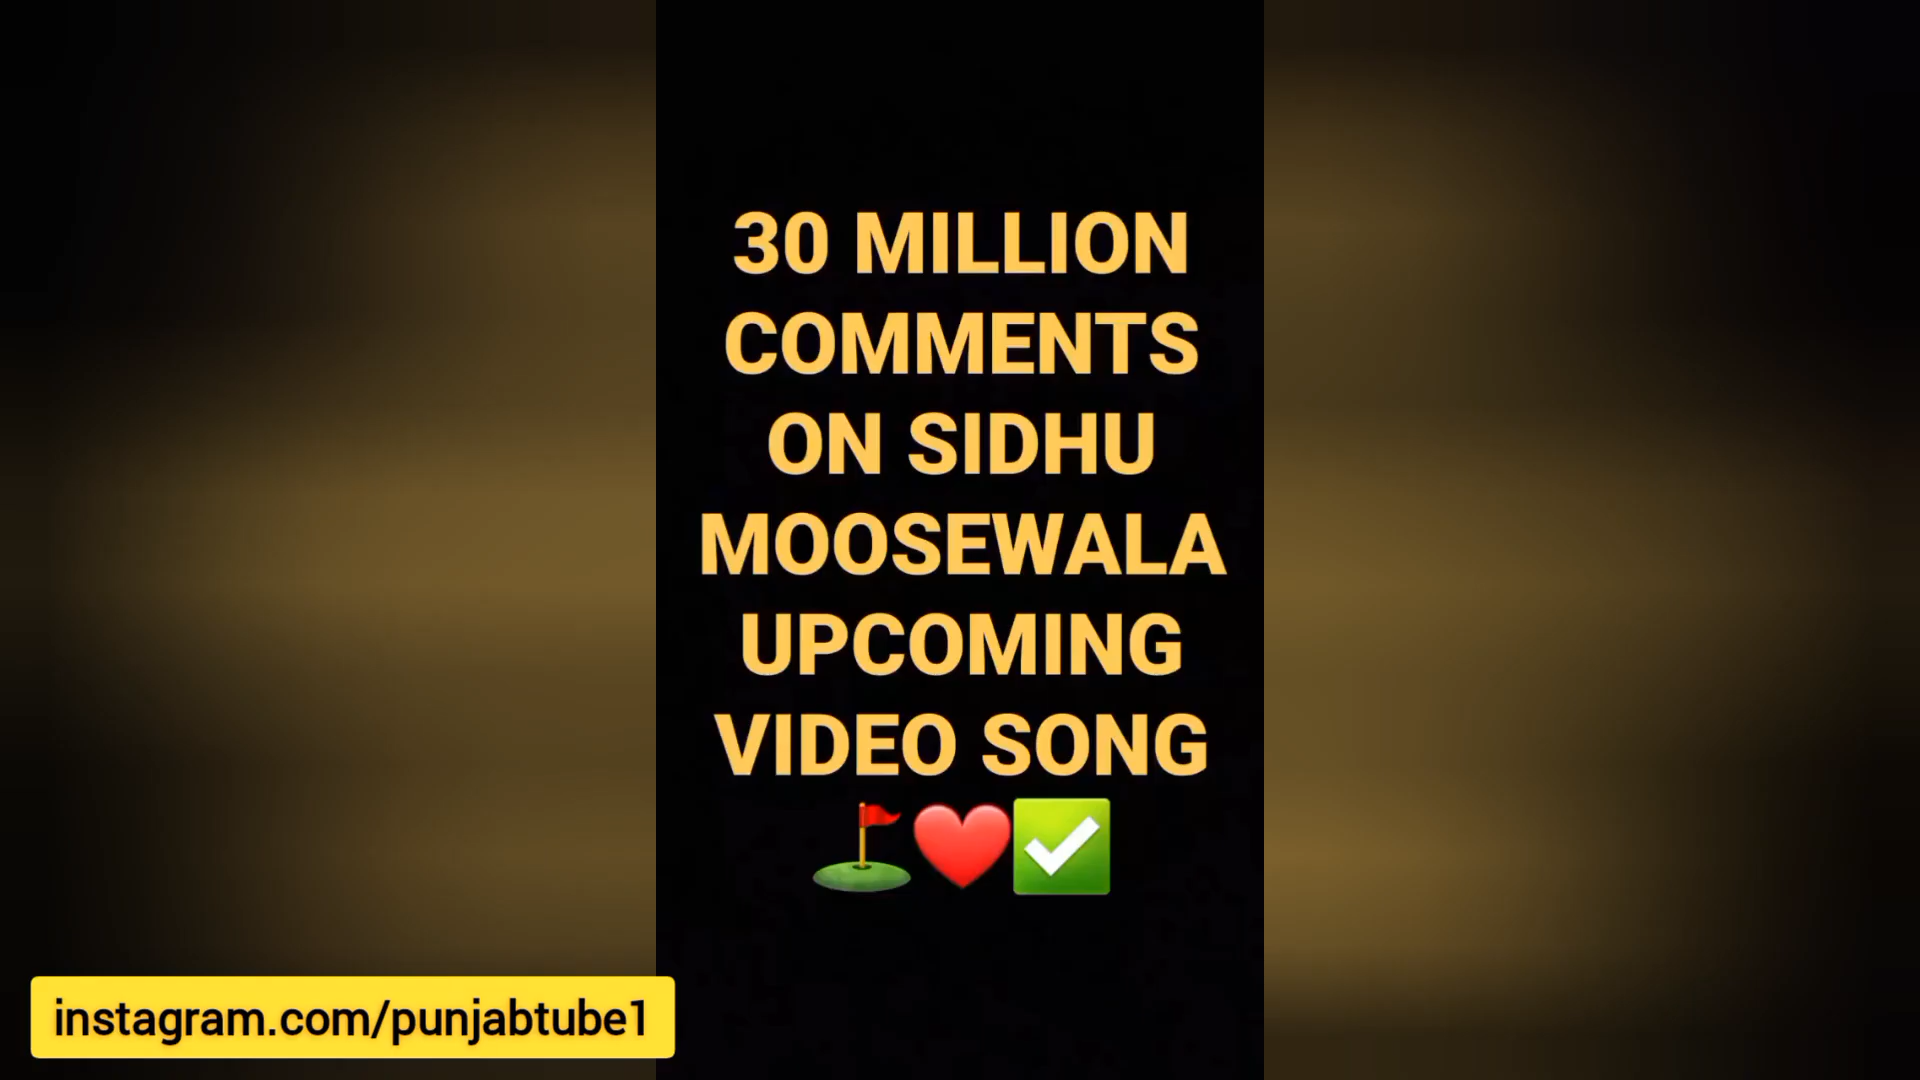 30 MILLION
COMMENTS
ON SIDHU
MOOSEWALA
UPCOMING
VIDEO SONG
⛳❤️✅
instagram.com/punjabtube1